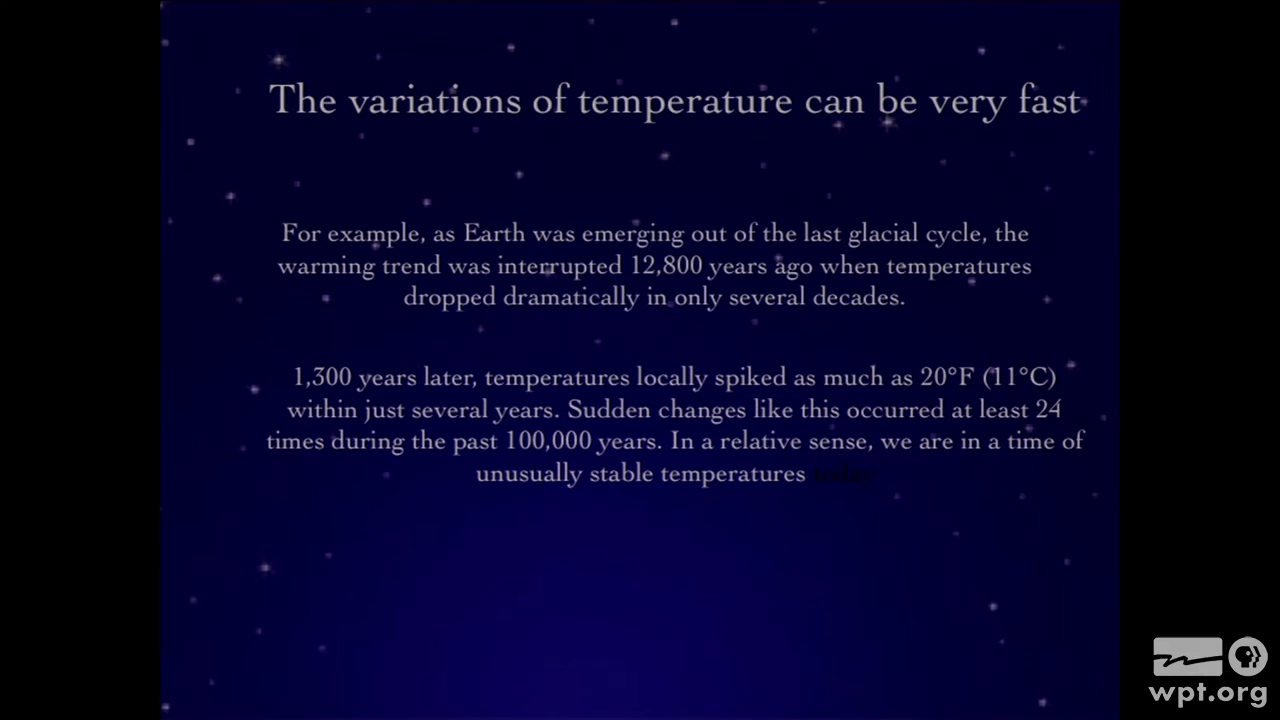 The variations of temperature can be very fast
For example, as Earth was emerging out of the last glacial cycle, the
warming trend was interrupted 12,800 years ago when temperatures
dropped dramatically in only several decades.
1,300 years later, temperatures locally spiked as much as 20°F (11°C)
within just several years. Sudden changes like this occurred at least 24
times during the past 100,000 years. In a relative sense, we are in a time of
unusually stable temperatures today
wpt.org